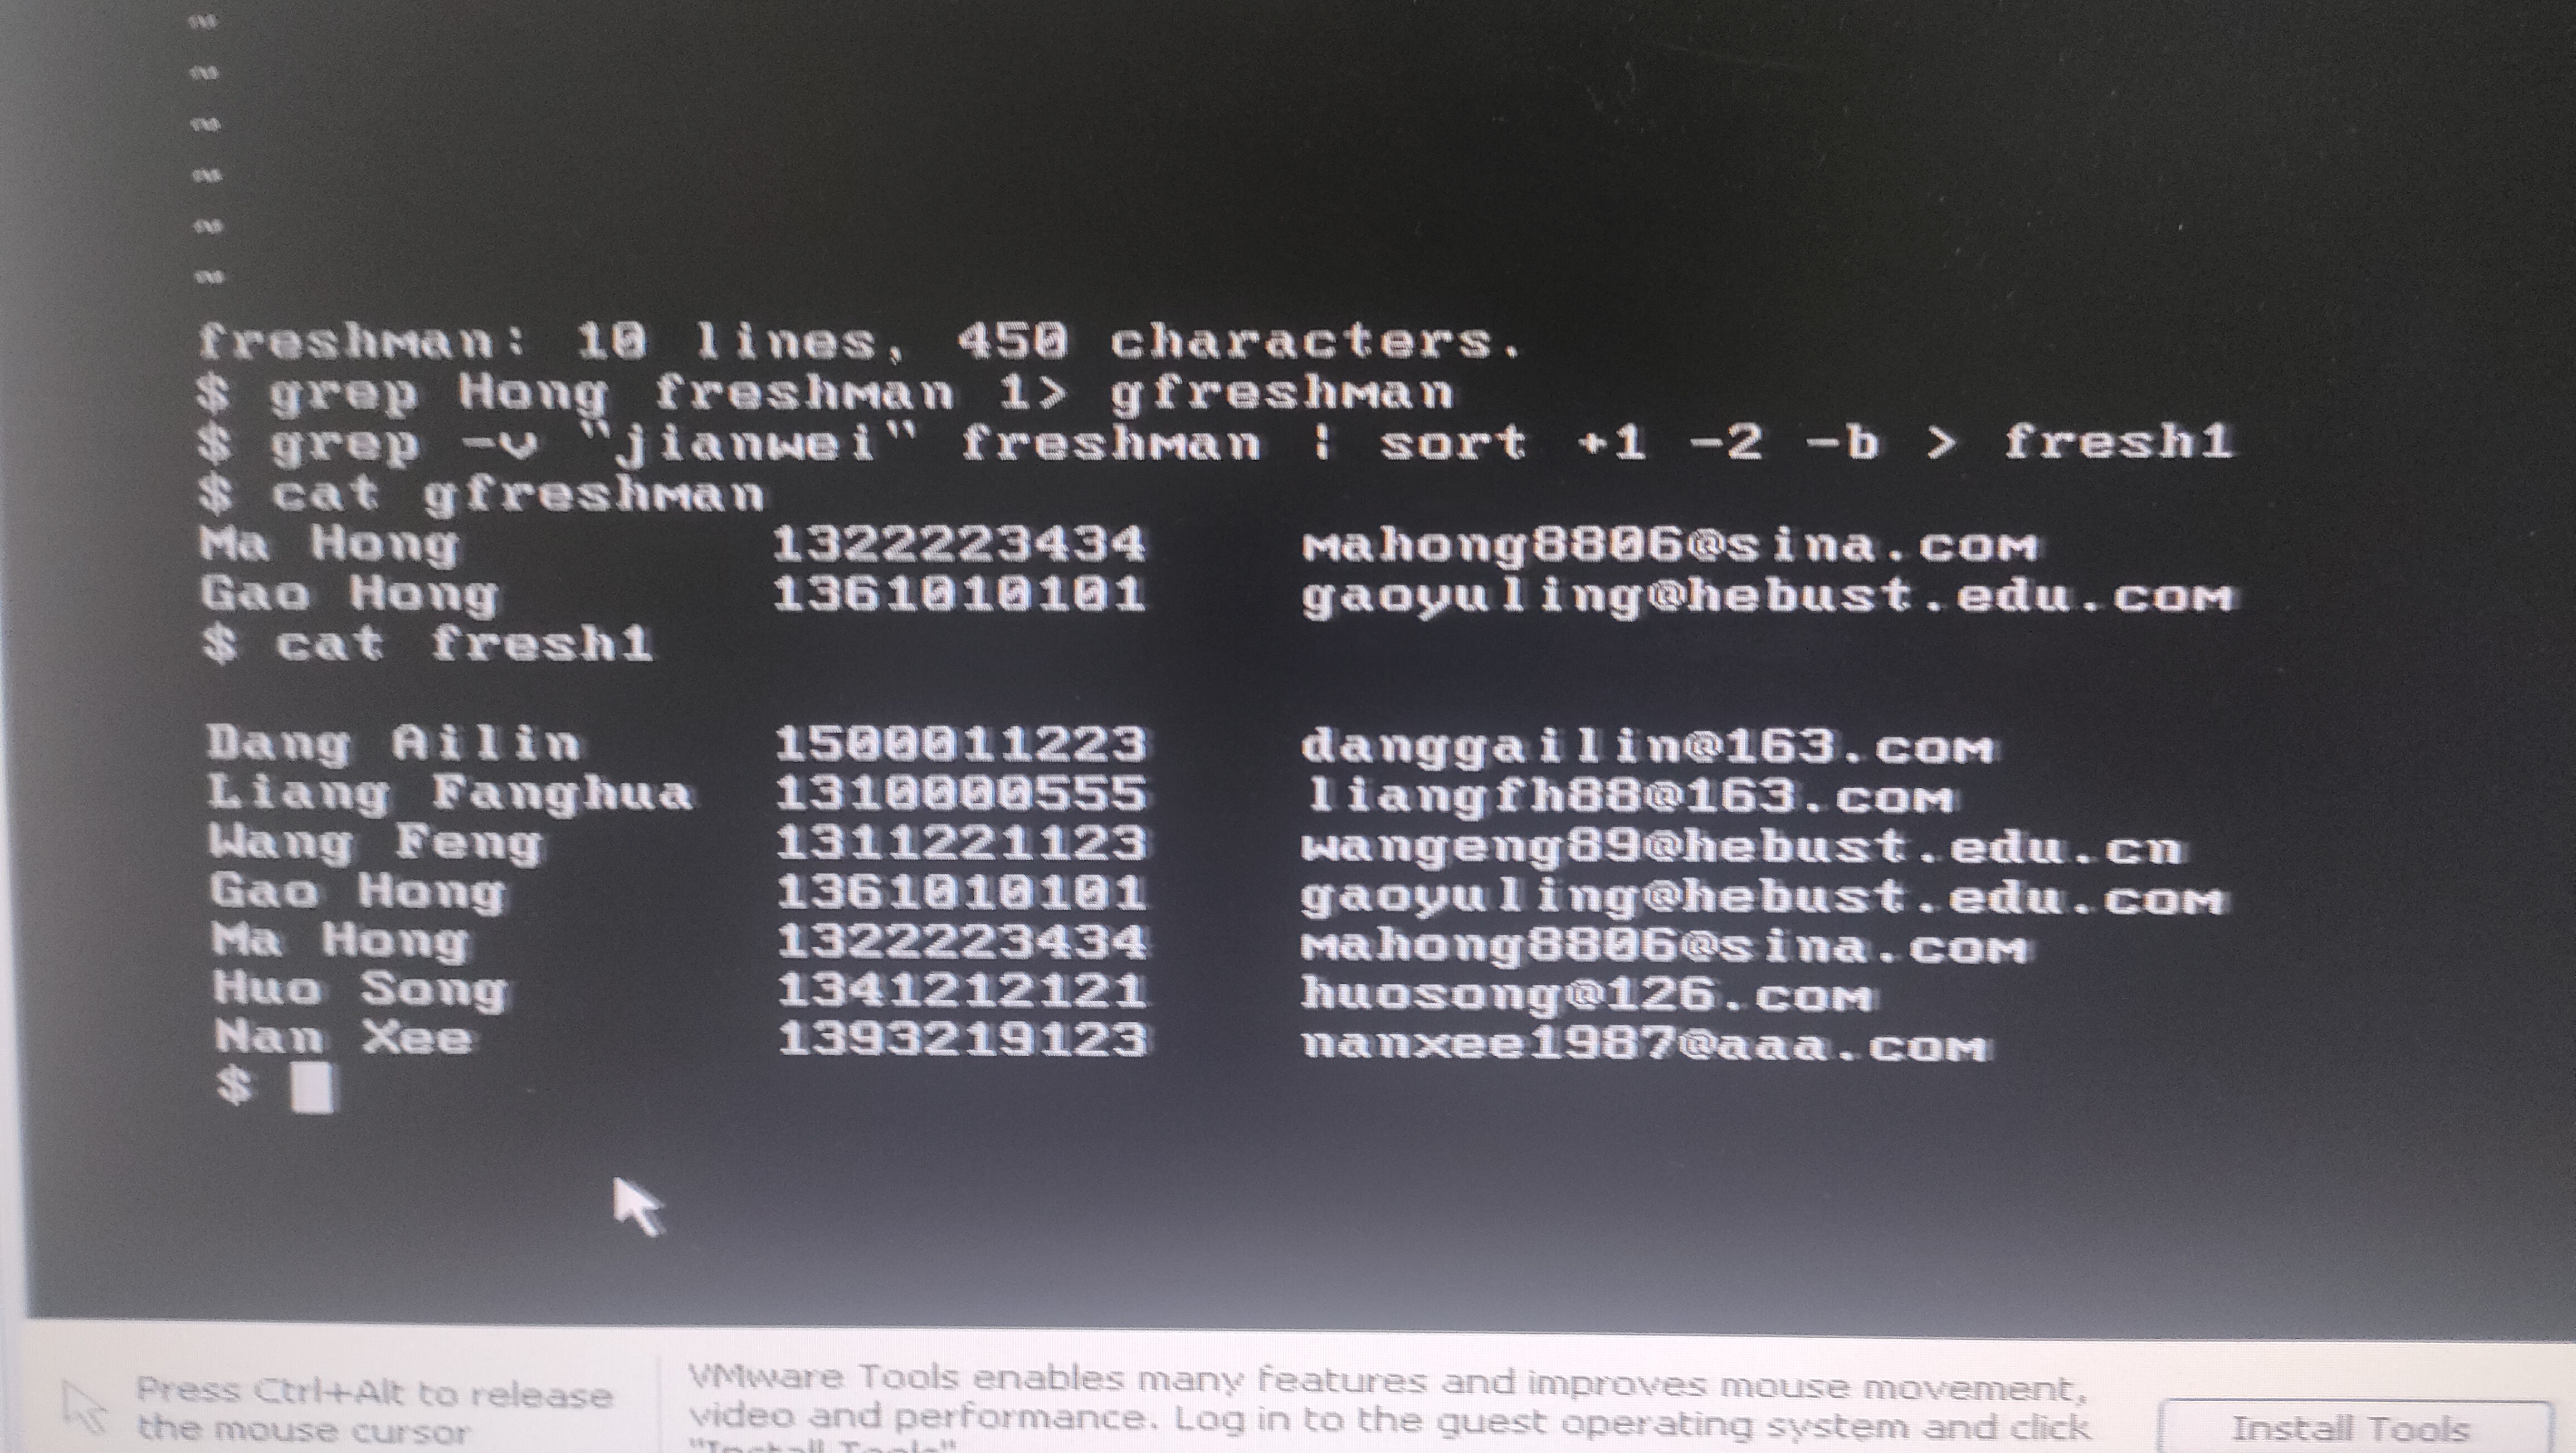 ~
~
~
~
~
~
freshman: 10 lines, 450 characters.
$ grep Hong freshman 1> gfreshman
$ grep -v "jianwei" freshman | sort +1 -2 -b > fresh1
$ cat gfreshman
Ma Hong 1322223434 mahong8806@sina.com
Gao Hong 1361010101 gaoyuling@hebust.edu.com
$ cat fresh1
Dang Ailin 1500011223 danggailin@163.com
Liang Fanghua 1310000555 liangfh88@163.com
Wang Feng 1311221123 wangeng89@hebust.edu.cn
Gao Hong 1361010101 gaoyuling@hebust.edu.com
Ma Hong 1322223434 mahong8806@sina.com
Huo Song 1341212121 huosong@126.com
Nan Xee 1393219123 nanxee1987@aaa.com
$
Press Ctrl+Alt to release
the mouse cursor
VMware Tools enables many features and improves mouse movement,
video and performance. Log in to the guest operating system and click
"Install Tools"
Install Tools